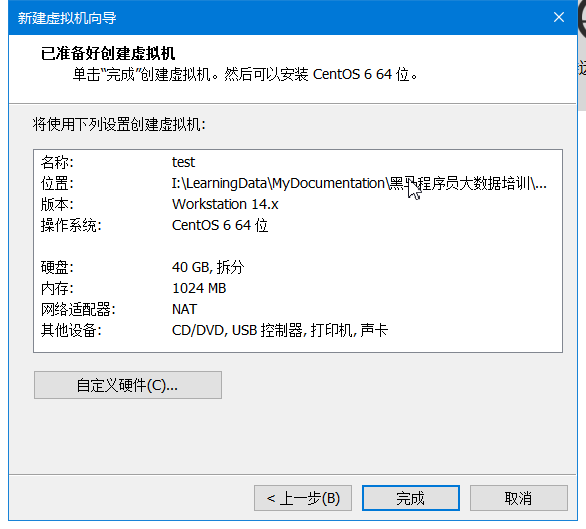 新建虚拟机向导
已准备好创建虚拟机
单击“完成”创建虚拟机。然后可以安装 CentOS 6 64 位。
将使用下列设置创建虚拟机:
名称: test
位置: I:\LearningData\MyDocumentation\黑马程序员大数据培训\...
版本: Workstation 14.x
操作系统: CentOS 6 64 位
硬盘: 40 GB, 拆分
内存: 1024 MB
网络适配器: NAT
其他设备: CD/DVD, USB 控制器, 打印机, 声卡
自定义硬件(C)...
< 上一步(B) 完成 取消